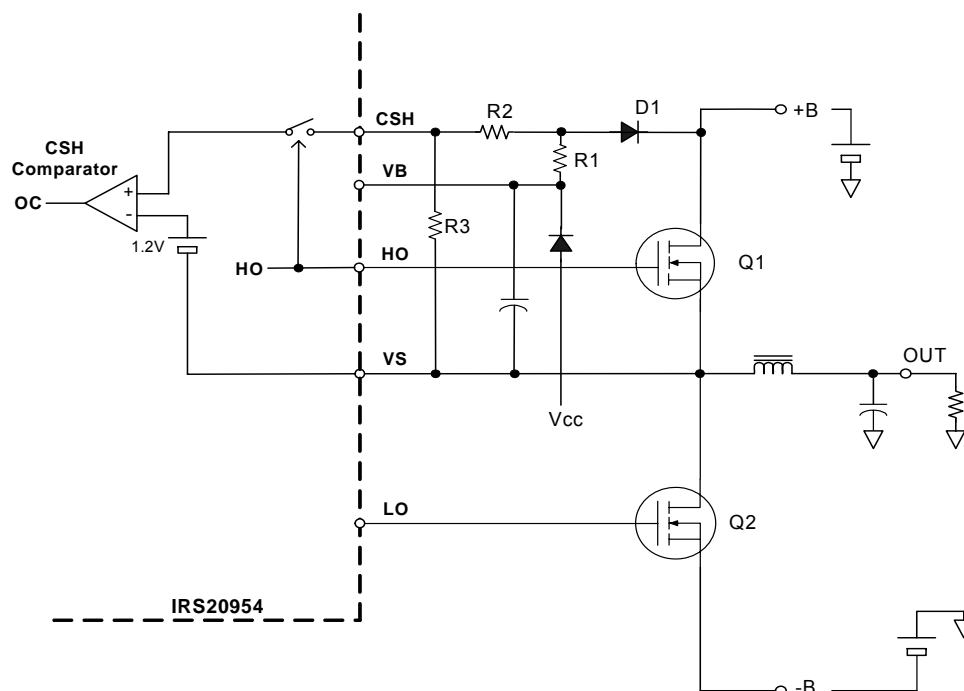 +B
D1
R2
CSH
R1
CSH
Comparator
+
-
OC
VB
R3
1.2V
HO
HO
Q1
VS
OUT
Vcc
LO
Q2
IRS20954
-B